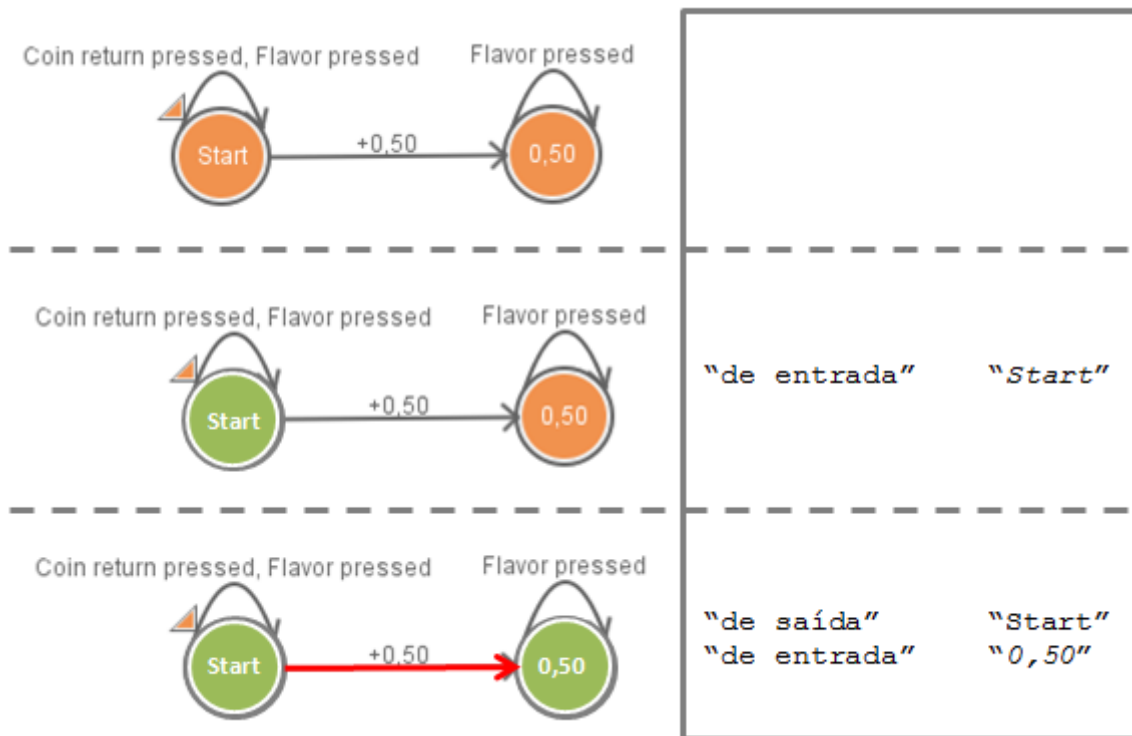 Coin return pressed, Flavor pressed
Flavor pressed
Start
+0,50
0,50
Coin return pressed, Flavor pressed
Flavor pressed
Start
+0,50
0,50
“de entrada” “Start”
Coin return pressed, Flavor pressed
Flavor pressed
Start
+0,50
0,50
“de saída” “Start”
“de entrada” “0,50”